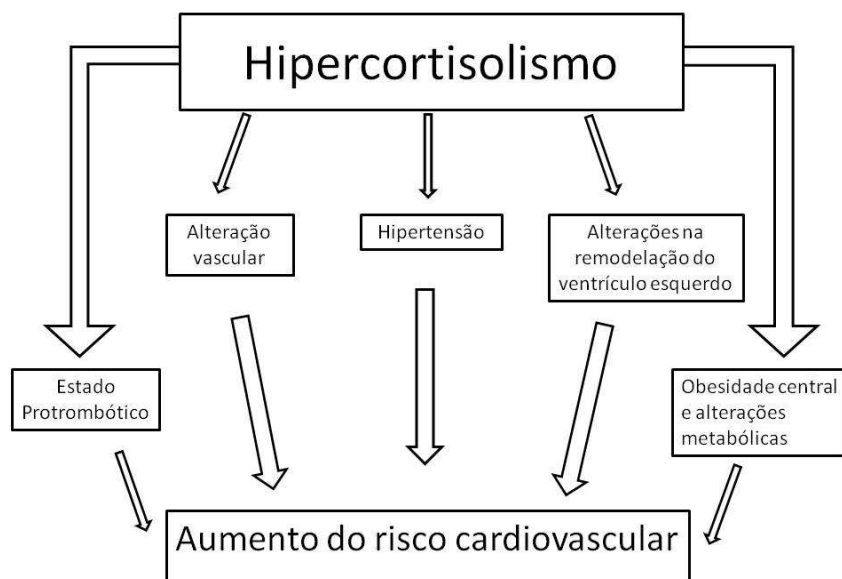 Hipercortisolismo
Alteração
vascular
Hipertensão
Alterações na
remodelação do
ventrículo esquerdo
Estado
Protrombótico
Obesidade central
e alterações
metabólicas
Aumento do risco cardiovascular